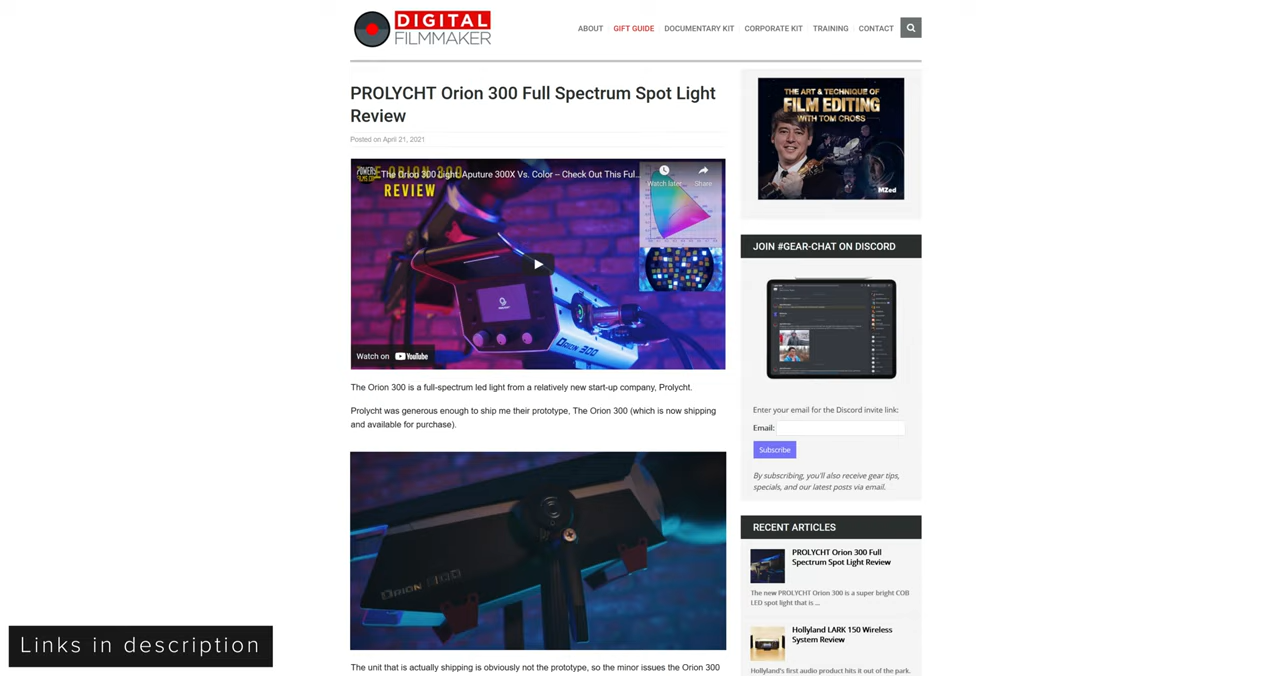 DIGITAL
FILMMAKER
ABOUT GIFT GUIDE DOCUMENTARY KIT CORPORATE KIT TRAINING CONTACT
PROLYCHT Orion 300 Full Spectrum Spot Light
Review
Posted on April 21, 2021
The Orion 300 Light Aputure 300X Vs. Color – Check Out This Ful...
REVIEW
Watch later
Share
ORION 300
Watch on YouTube
The Orion 300 is a full-spectrum led light from a relatively new start-up company, Prolycht.
Prolycht was generous enough to ship me their prototype, The Orion 300 (which is now shipping
and available for purchase).
ORION 300
The unit that is actually shipping is obviously not the prototype, so the minor issues the Orion 300
THE ART & TECHNIQUE OF
FILM EDITING
WITH TOM CROSS
MZed
JOIN #GEAR-CHAT ON DISCORD
Enter your email for the Discord invite link:
Email:
Subscribe
By subscribing, you'll also receive gear tips,
specials, and our latest posts via email.
RECENT ARTICLES
PROLYCHT Orion 300 Full
Spectrum Spot Light Review
The new PROLYCHT Orion 300 is a super bright COB
LED spot light that is ...
Hollyland LARK 150 Wireless
System Review
Hollyland's first audio product hits it out of the park.
Links in description